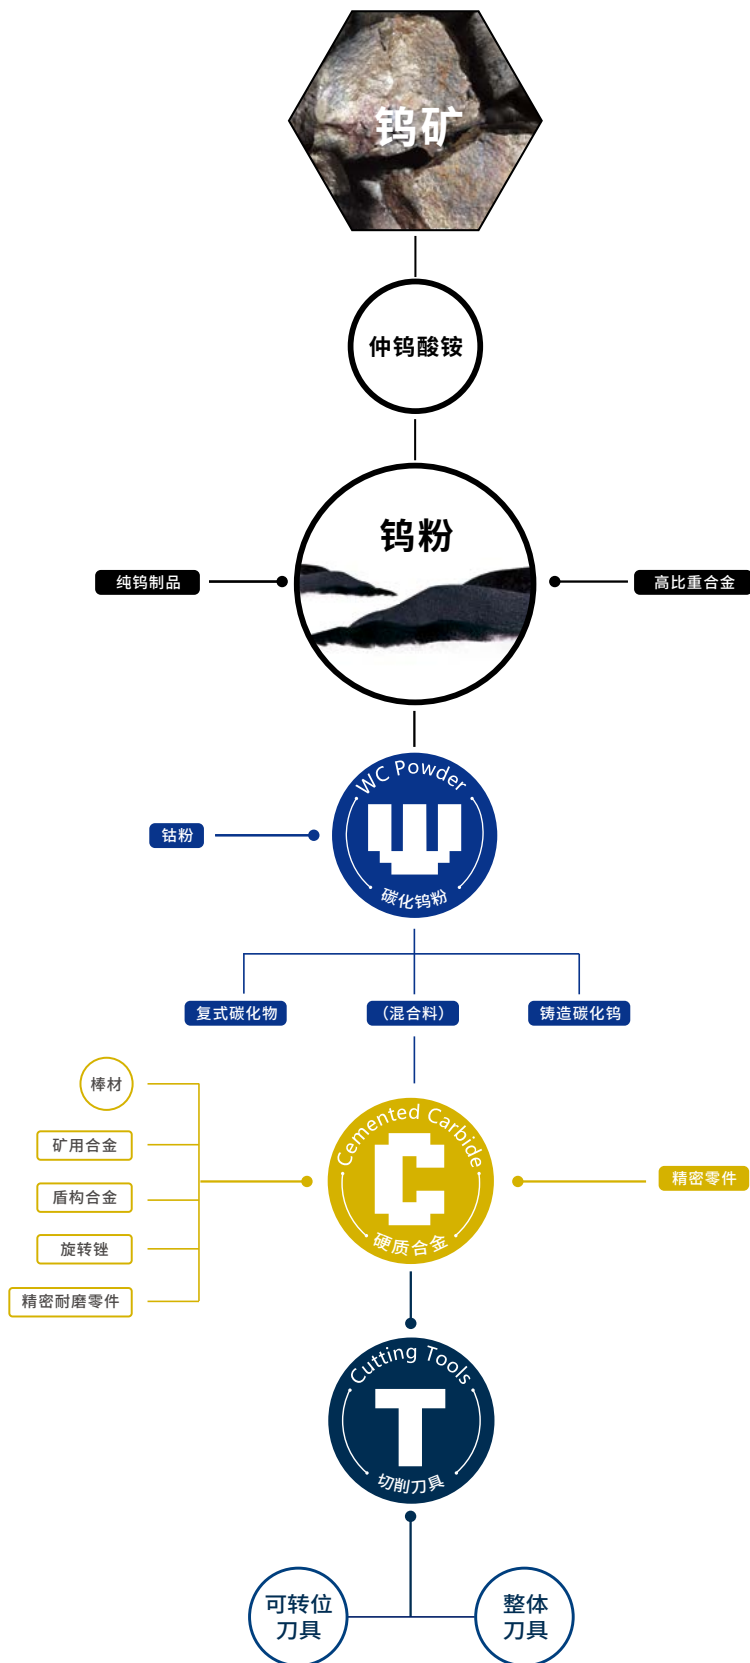 钨矿
仲钨酸铵
钨粉
纯钨制品
高比重合金
WC Powder
W
碳化钨粉
钴粉
复式碳化物
（混合料）
铸造碳化钨
棒材
矿用合金
盾构合金
旋转锉
精密耐磨零件
Cemented Carbide
C
硬质合金
精密零件
Cutting Tools
T
切削刀具
可转位
刀具
整体
刀具